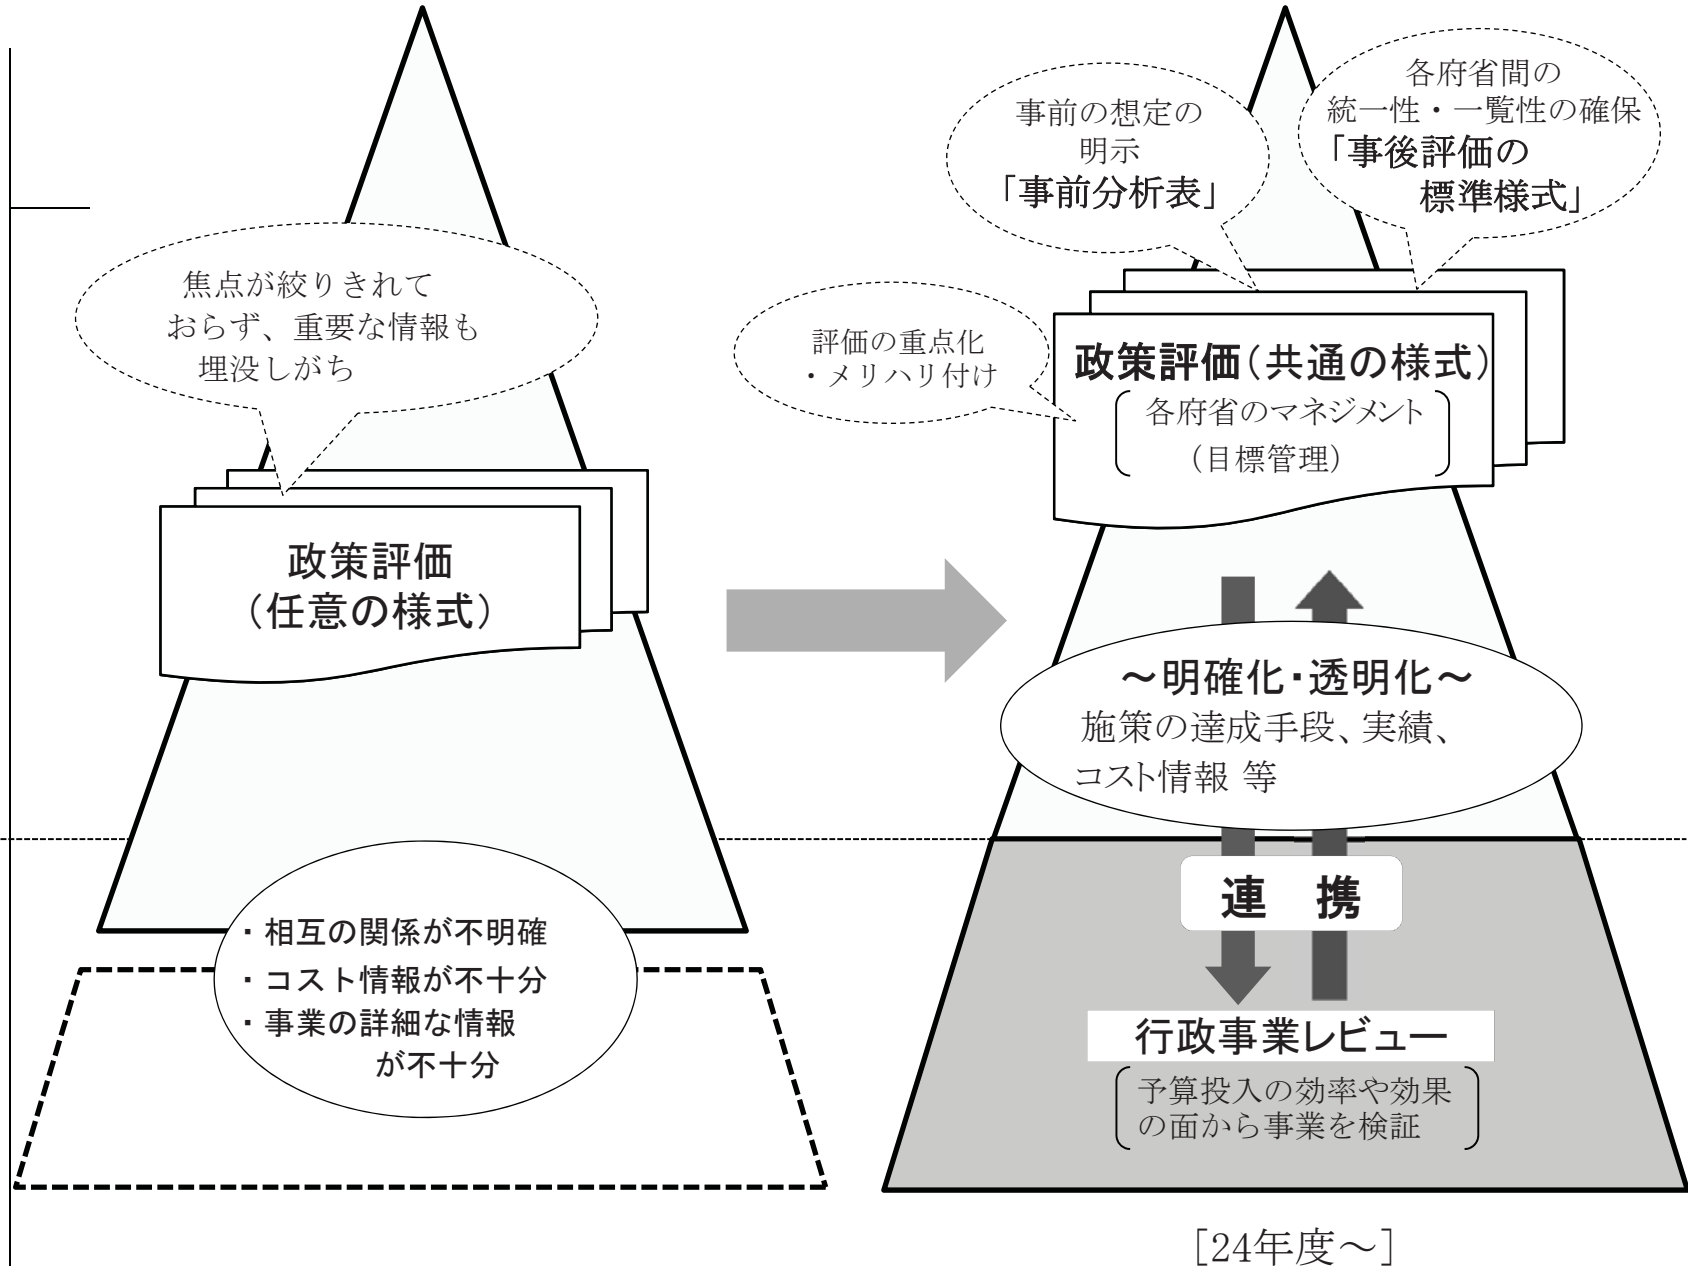 焦点が絞りきれて
おらず、重要な情報も
埋没しがち
政策評価
（任意の様式）
・相互の関係が不明確
・コスト情報が不十分
・事業の詳細な情報
が不十分
事前の想定の
明示
「事前分析表」
各府省間の
統一性・一覧性の確保
「事後評価の
標準様式」
評価の重点化
・メリハリ付け
政策評価（共通の様式）
各府省のマネジメント
（目標管理）
～明確化・透明化～
施策の達成手段、実績、
コスト情報 等
連 携
行政事業レビュー
予算投入の効率や効果
の面から事業を検証
［24年度～］